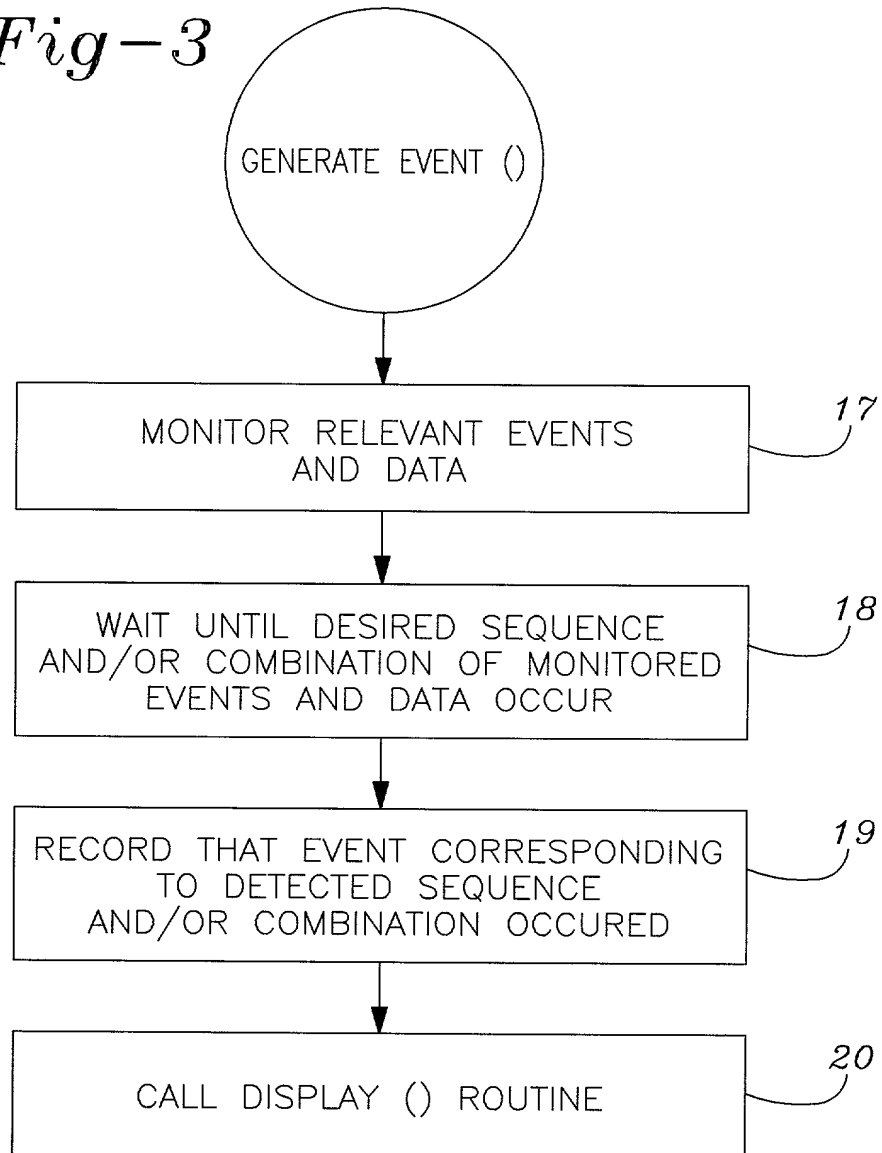 Fig-3
GENERATE EVENT ()
MONITOR RELEVANT EVENTS
AND DATA
17
WAIT UNTIL DESIRED SEQUENCE
AND/OR COMBINATION OF MONITORED
EVENTS AND DATA OCCUR
18
RECORD THAT EVENT CORRESPONDING
TO DETECTED SEQUENCE
AND/OR COMBINATION OCCURED
19
CALL DISPLAY () ROUTINE
20